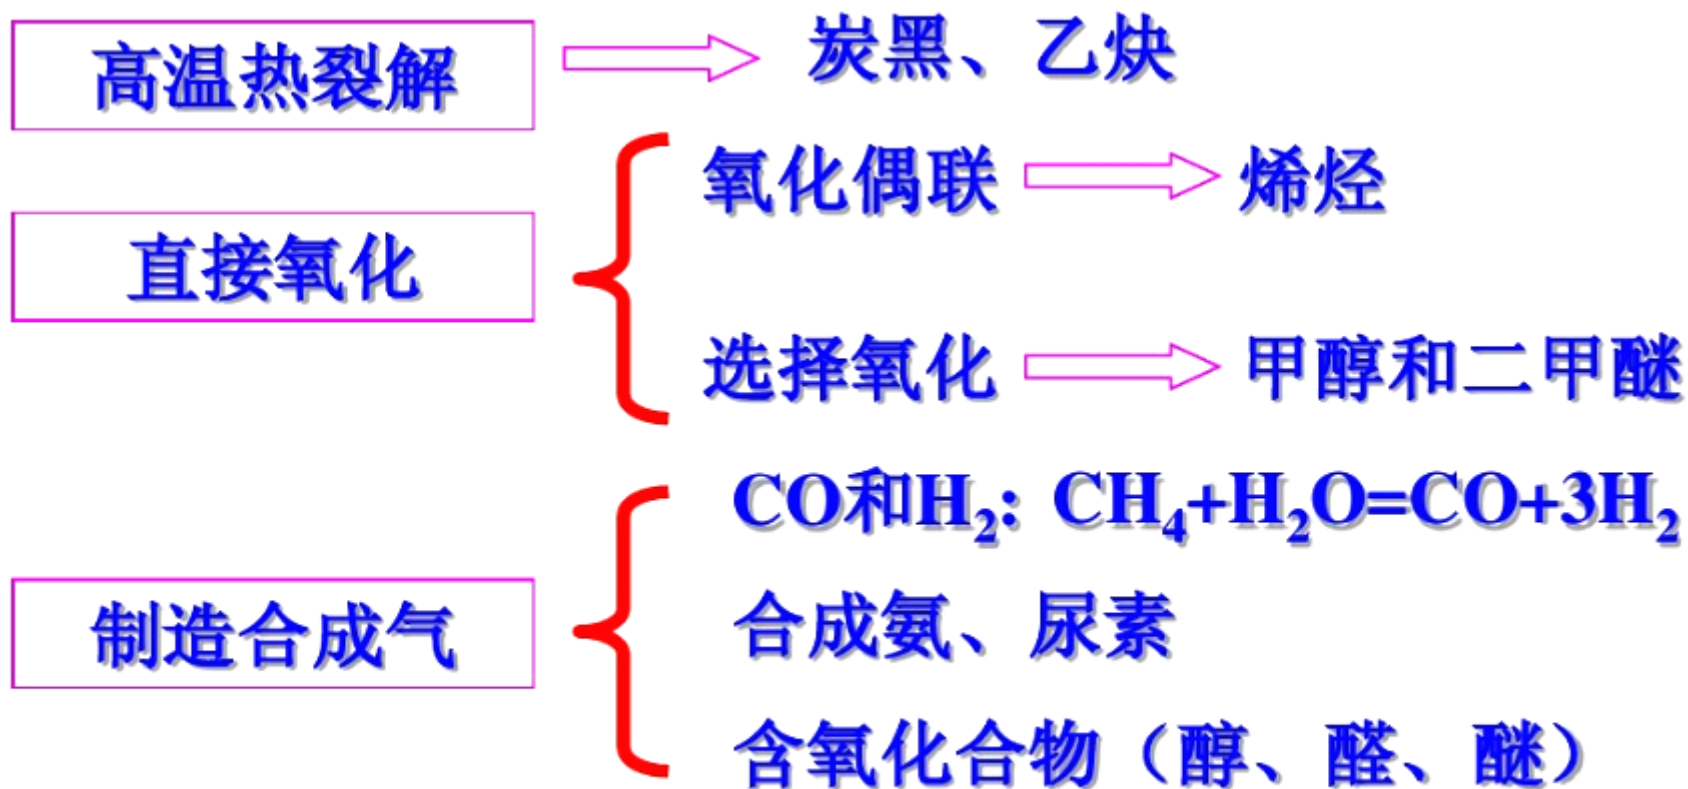 高温热裂解
炭黑、乙炔
直接氧化
氧化偶联
烯烃
选择氧化
甲醇和二甲醚
制造合成气
CO和H₂: CH₄+H₂O=CO+3H₂
合成氨、尿素
含氧化合物（醇、醛、醚）